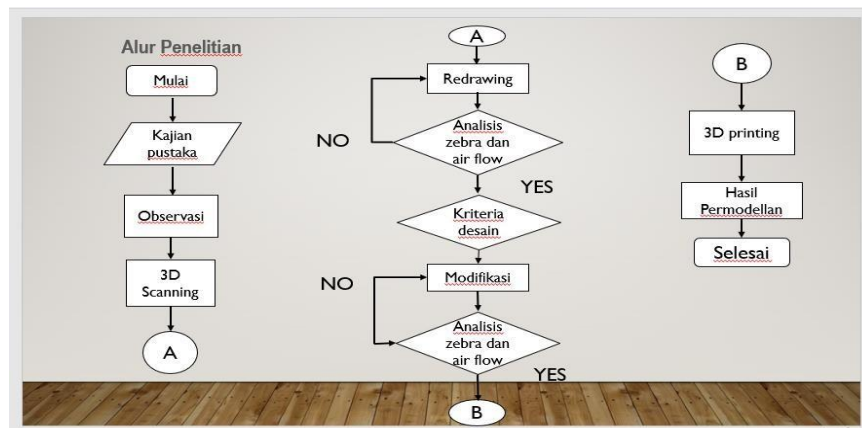 Alur Penelitian
Mulai
Kajian
pustaka
Observasi
3D
Scanning
A
A
Redrawing
NO
Analisis
zebra dan
air flow
YES
Kriteria
desain
NO
Modifikasi
Analisis
zebra dan
air flow
YES
B
B
3D printing
Hasil
Permodellan
Selesai